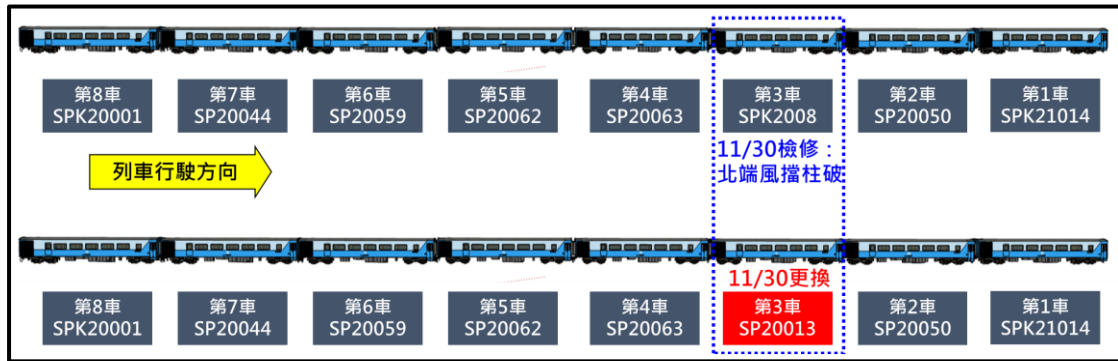 第8車
SPK20001
第7車
SP20044
第6車
SP20059
第5車
SP20062
第4車
SP20063
第3車
SPK2008
第2車
SP20050
第1車
SPK21014
列車行駛方向
11/30檢修：
北端風擋柱破
11/30更換
第8車
SPK20001
第7車
SP20044
第6車
SP20059
第5車
SP20062
第4車
SP20063
第3車
SP20013
第2車
SP20050
第1車
SPK21014